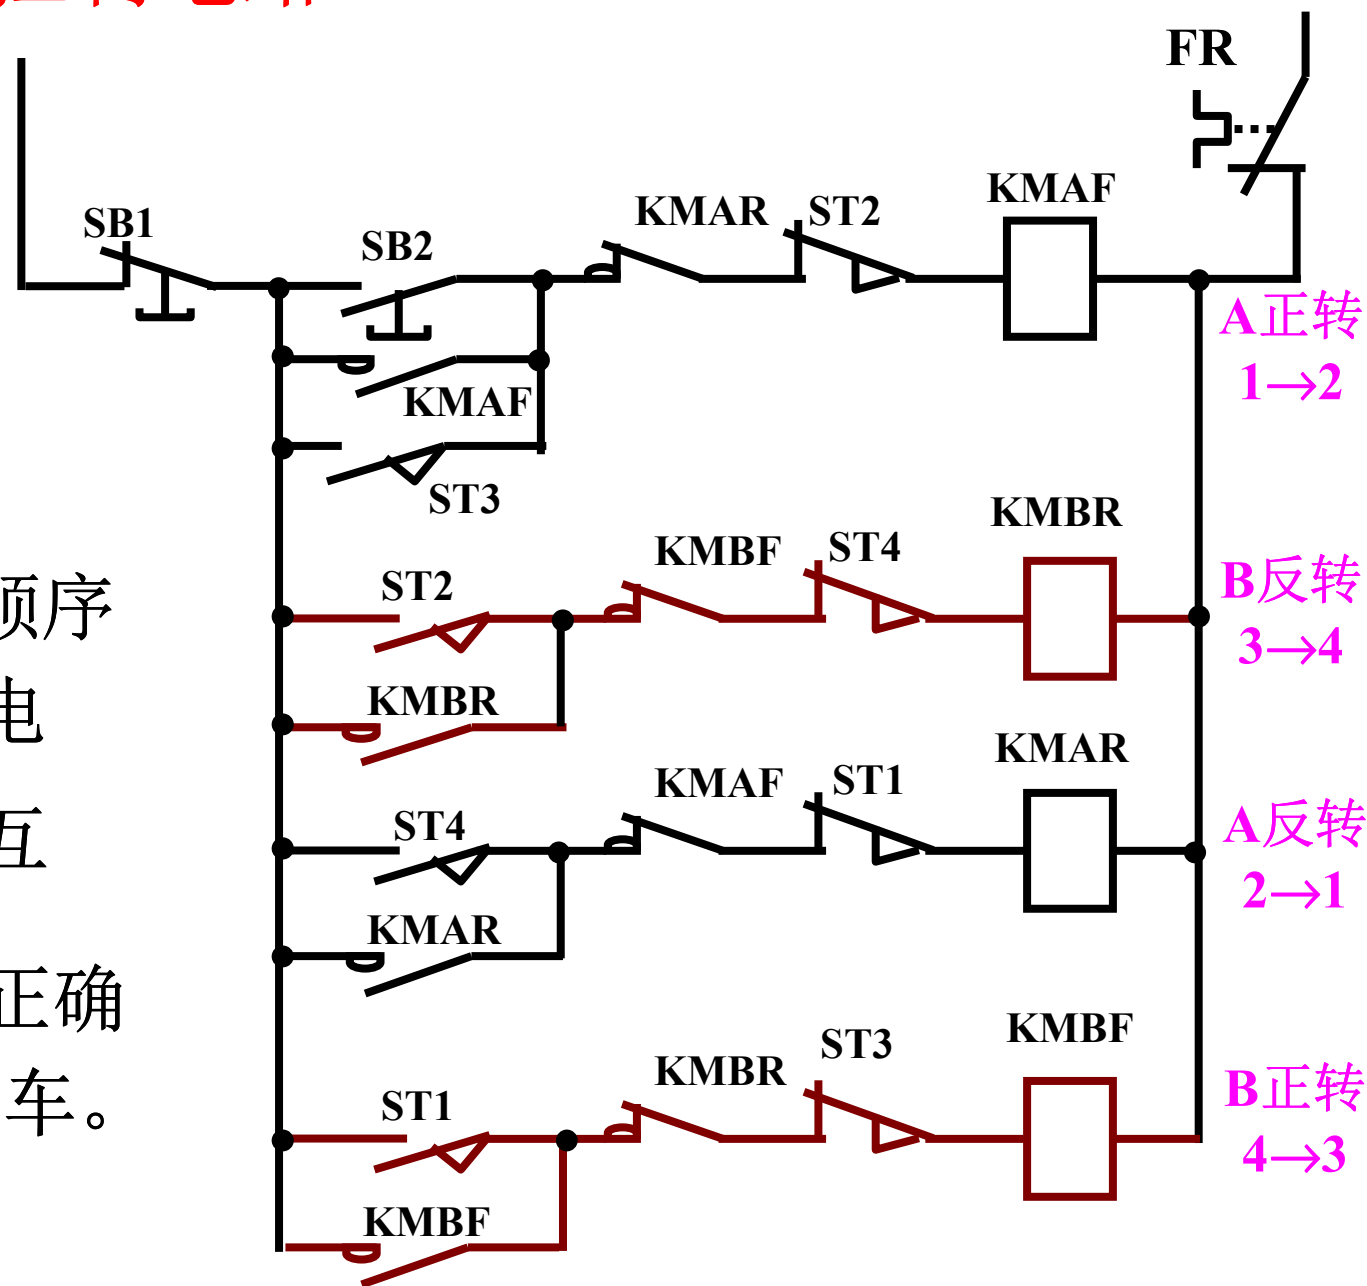 FR
KMAF
KMAR
ST2
SB1
SB2
A正转
1→2
KMAF
ST3
KMBR
KMBF
ST4
B反转
3→4
ST2
顺序
KMBR
电
KMAR
KMAF
ST1
A反转
2→1
ST4
互
KMAR
正确
KMBF
ST3
KMBR
B正转
4→3
ST1
车。
KMBF